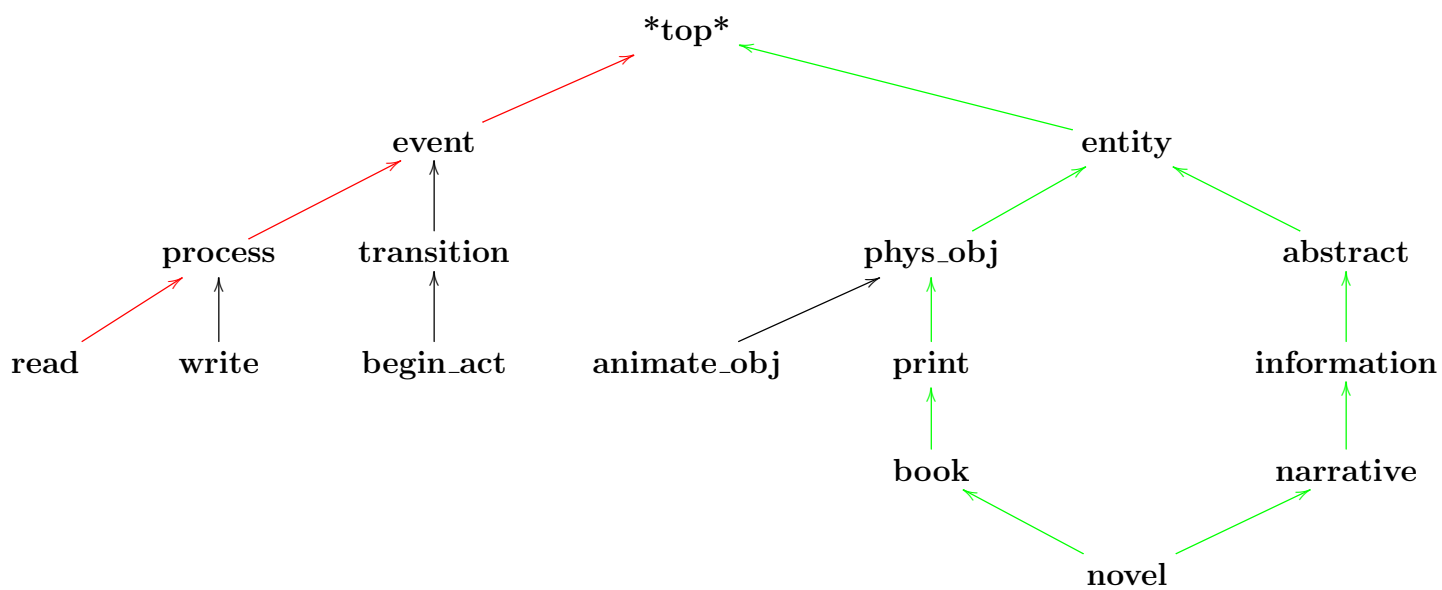 *top*
event entity
process transition phys_obj abstract
read write begin_act animate_obj print information
book narrative
novel